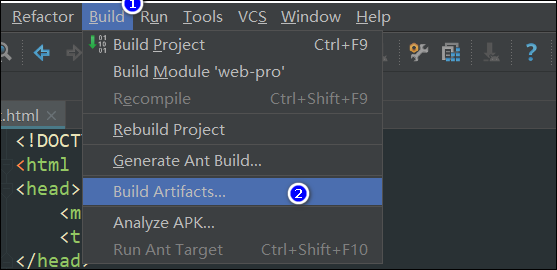 1
Refactor Build Run Tools VCS Window Help
Build Project Ctrl+F9
Build Module 'web-pro'
Recompile Ctrl+Shift+F9
Rebuild Project
Generate Ant Build...
Build Artifacts... 2
Analyze APK...
Run Ant Target Ctrl+Shift+F10
.html ×
<!DOCT
<html
<head>
<m
<t
</head>